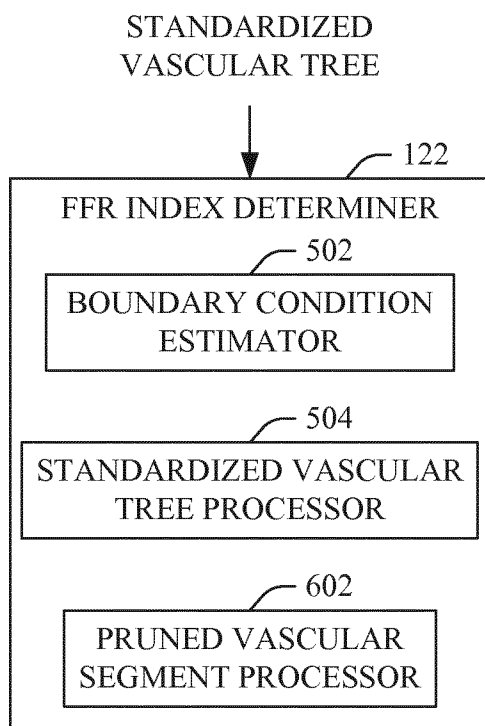 STANDARDIZED
VASCULAR TREE
122
FFR INDEX DETERMINER
502
BOUNDARY CONDITION
ESTIMATOR
504
STANDARDIZED VASCULAR
TREE PROCESSOR
602
PRUNED VASCULAR
SEGMENT PROCESSOR